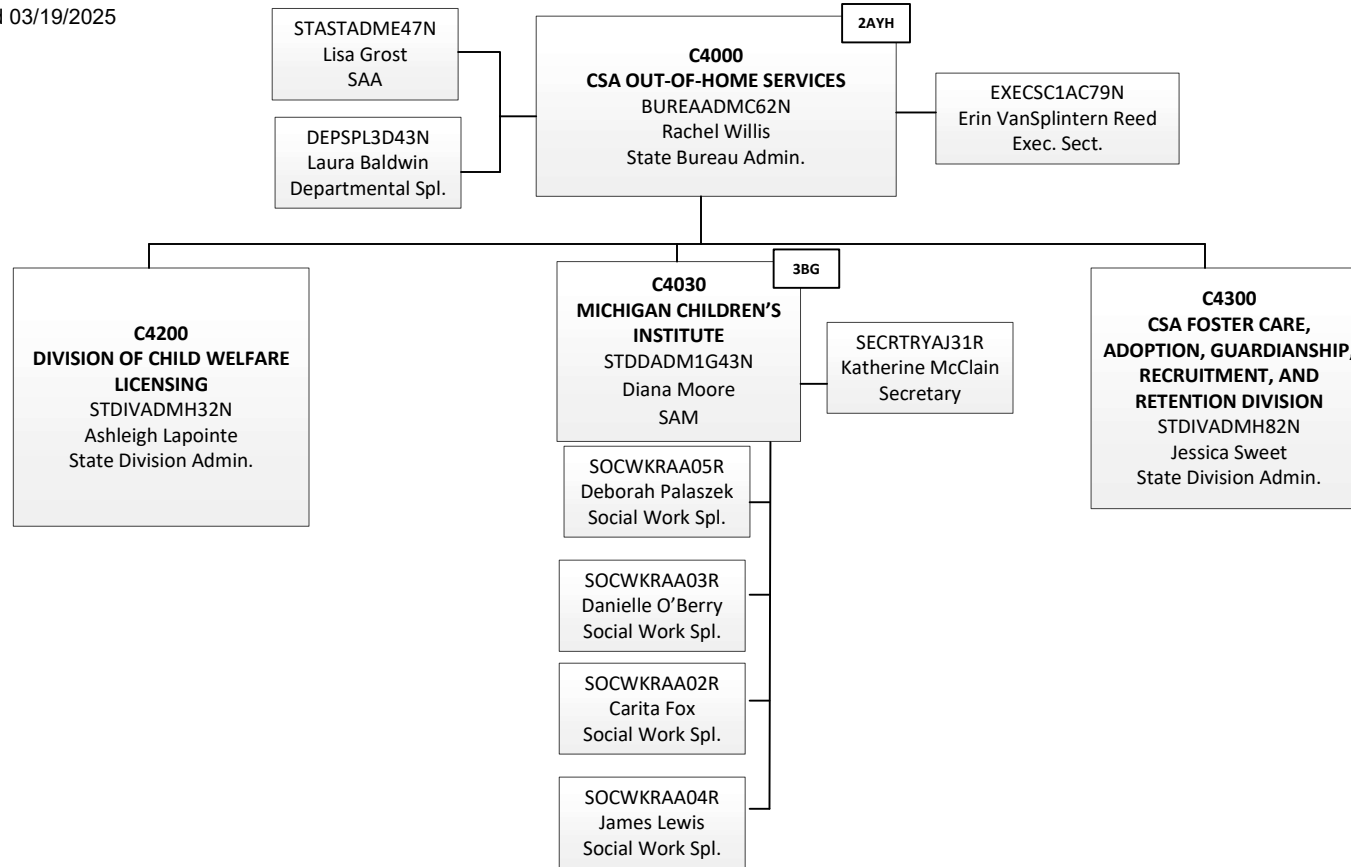 03/19/2025
STASTADME47N
Lisa Grost
SAA
DEPSPL3D43N
Laura Baldwin
Departmental Spl.
2AYH
C4000
CSA OUT-OF-HOME SERVICES
BUREAADMC62N
Rachel Willis
State Bureau Admin.
EXECSC1AC79N
Erin VanSplintern Reed
Exec. Sect.
C4200
DIVISION OF CHILD WELFARE
LICENSING
STDIVADMH32N
Ashleigh Lapointe
State Division Admin.
3BG
C4030
MICHIGAN CHILDREN’S
INSTITUTE
STDDADM1G43N
Diana Moore
SAM
SECRTRYAJ31R
Katherine McClain
Secretary
SOCWKRAA05R
Deborah Palaszek
Social Work Spl.
SOCWKRAA03R
Danielle O’Berry
Social Work Spl.
SOCWKRAA02R
Carita Fox
Social Work Spl.
SOCWKRAA04R
James Lewis
Social Work Spl.
C4300
CSA FOSTER CARE,
ADOPTION, GUARDIANSHIP,
RECRUITMENT, AND
RETENTION DIVISION
STDIVADMH82N
Jessica Sweet
State Division Admin.